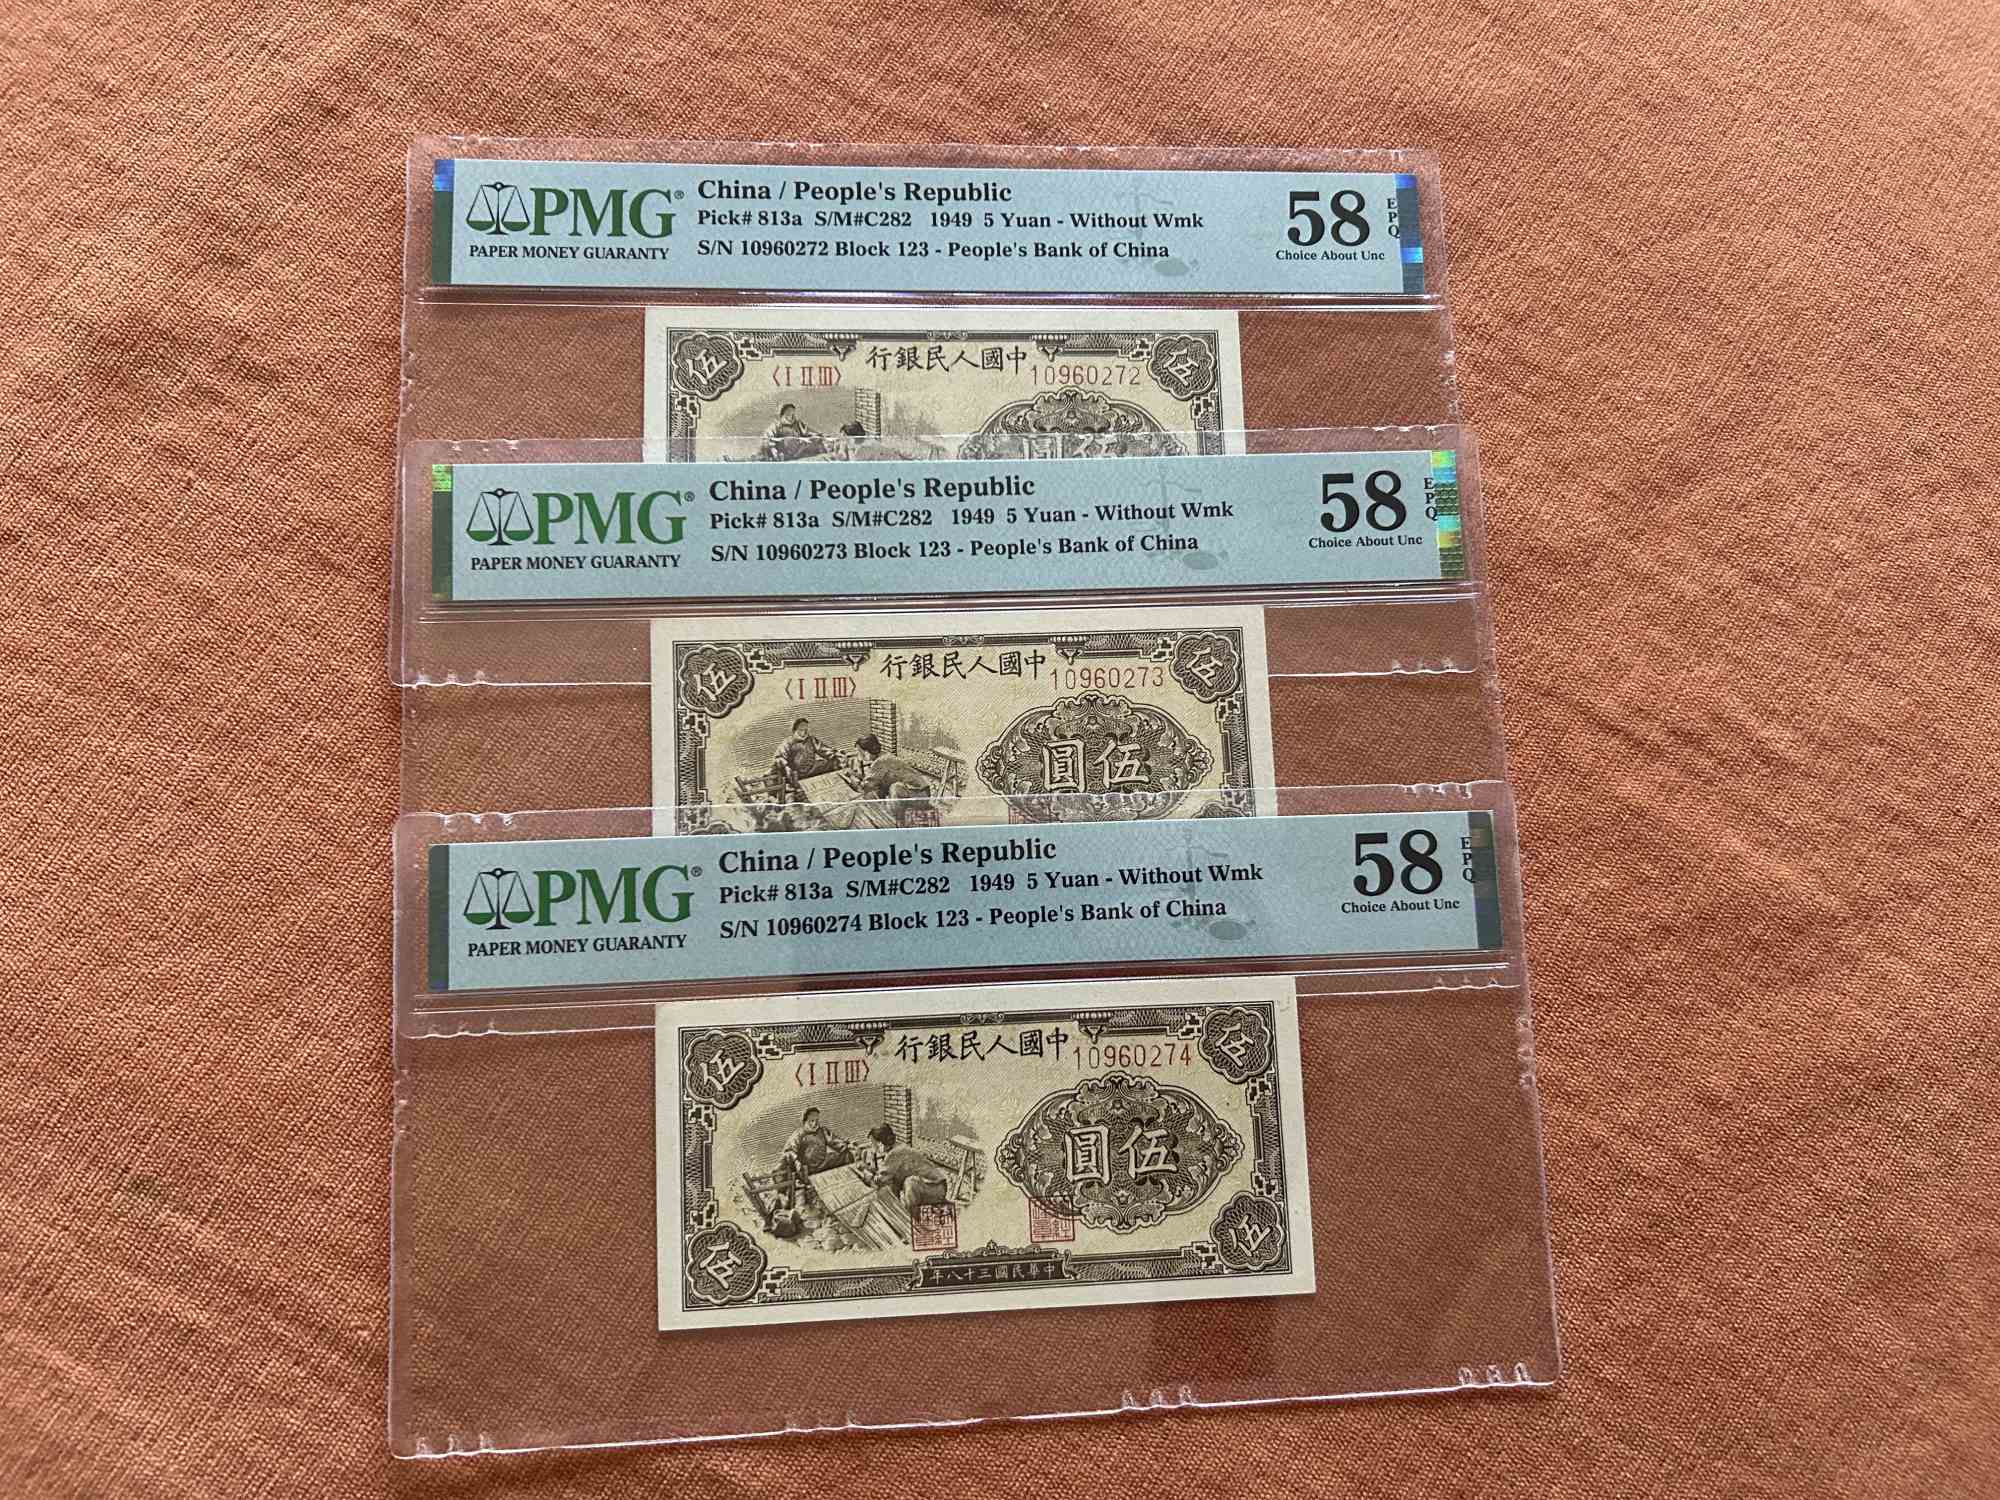 PMG®
PAPER MONEY GUARANTY
China / People's Republic
Pick# 813a S/M#C282 1949 5 Yuan - Without Wmk
S/N 10960272 Block 123 - People's Bank of China
58
Choice About Unc
EPQ
行銀民人國中
〈I II III〉
10960272
伍
伍
圓伍
PMG®
PAPER MONEY GUARANTY
China / People's Republic
Pick# 813a S/M#C282 1949 5 Yuan - Without Wmk
S/N 10960273 Block 123 - People's Bank of China
58
Choice About Unc
EPQ
行銀民人國中
〈I II III〉
10960273
伍
伍
圓伍
PMG®
PAPER MONEY GUARANTY
China / People's Republic
Pick# 813a S/M#C282 1949 5 Yuan - Without Wmk
S/N 10960274 Block 123 - People's Bank of China
58
Choice About Unc
EPQ
行銀民人國中
〈I II III〉
10960274
伍
伍
圓伍
伍
伍
年八十三國民華中